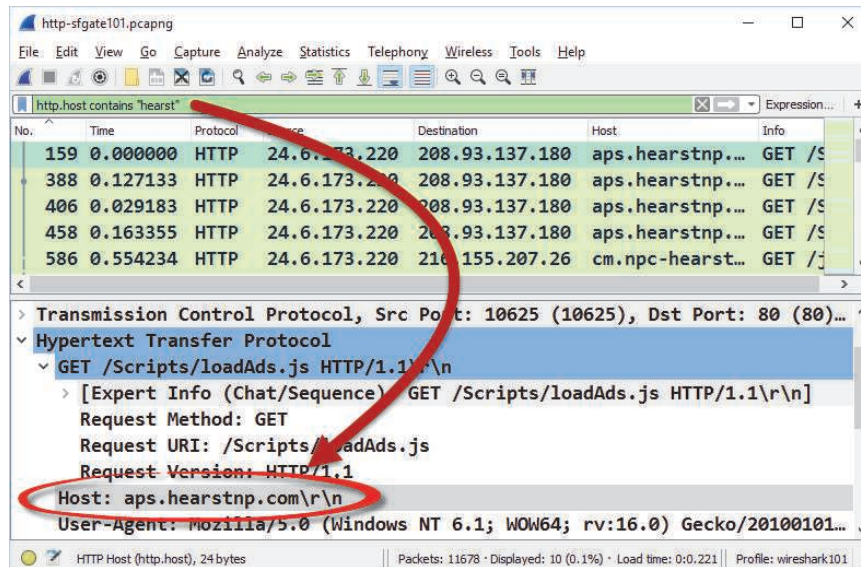 http-sfgate101.pcapng
File Edit View Go Capture Analyze Statistics Telephony Wireless Tools Help
http.host contains "hearst" Expression... +
No. Time Protocol Destination Host Info
159 0.000000 HTTP 24.6.173.220 208.93.137.180 aps.hearstnp.... GET /S
388 0.127133 HTTP 24.6.173.220 208.93.137.180 aps.hearstnp.... GET /S
406 0.029183 HTTP 24.6.173.220 208.93.137.180 aps.hearstnp.... GET /S
458 0.163355 HTTP 24.6.173.220 208.93.137.180 aps.hearstnp.... GET /S
586 0.554234 HTTP 24.6.173.220 216.155.207.26 cm.npc-hearst... GET /j
Transmission Control Protocol, Src Port: 10625 (10625), Dst Port: 80 (80)...
Hypertext Transfer Protocol
GET /Scripts/loadAds.js HTTP/1.1\r\n
[Expert Info (Chat/Sequence): GET /Scripts/loadAds.js HTTP/1.1\r\n]
Request Method: GET
Request URI: /Scripts/loadAds.js
Request Version: HTTP/1.1
Host: aps.hearstnp.com\r\n
User-Agent: Mozilla/5.0 (Windows NT 6.1; WOW64; rv:16.0) Gecko/20100101...
HTTP Host (http.host), 24 bytes Packets: 11678 · Displayed: 10 (0.1%) · Load time: 0:0.221 Profile: wireshark101